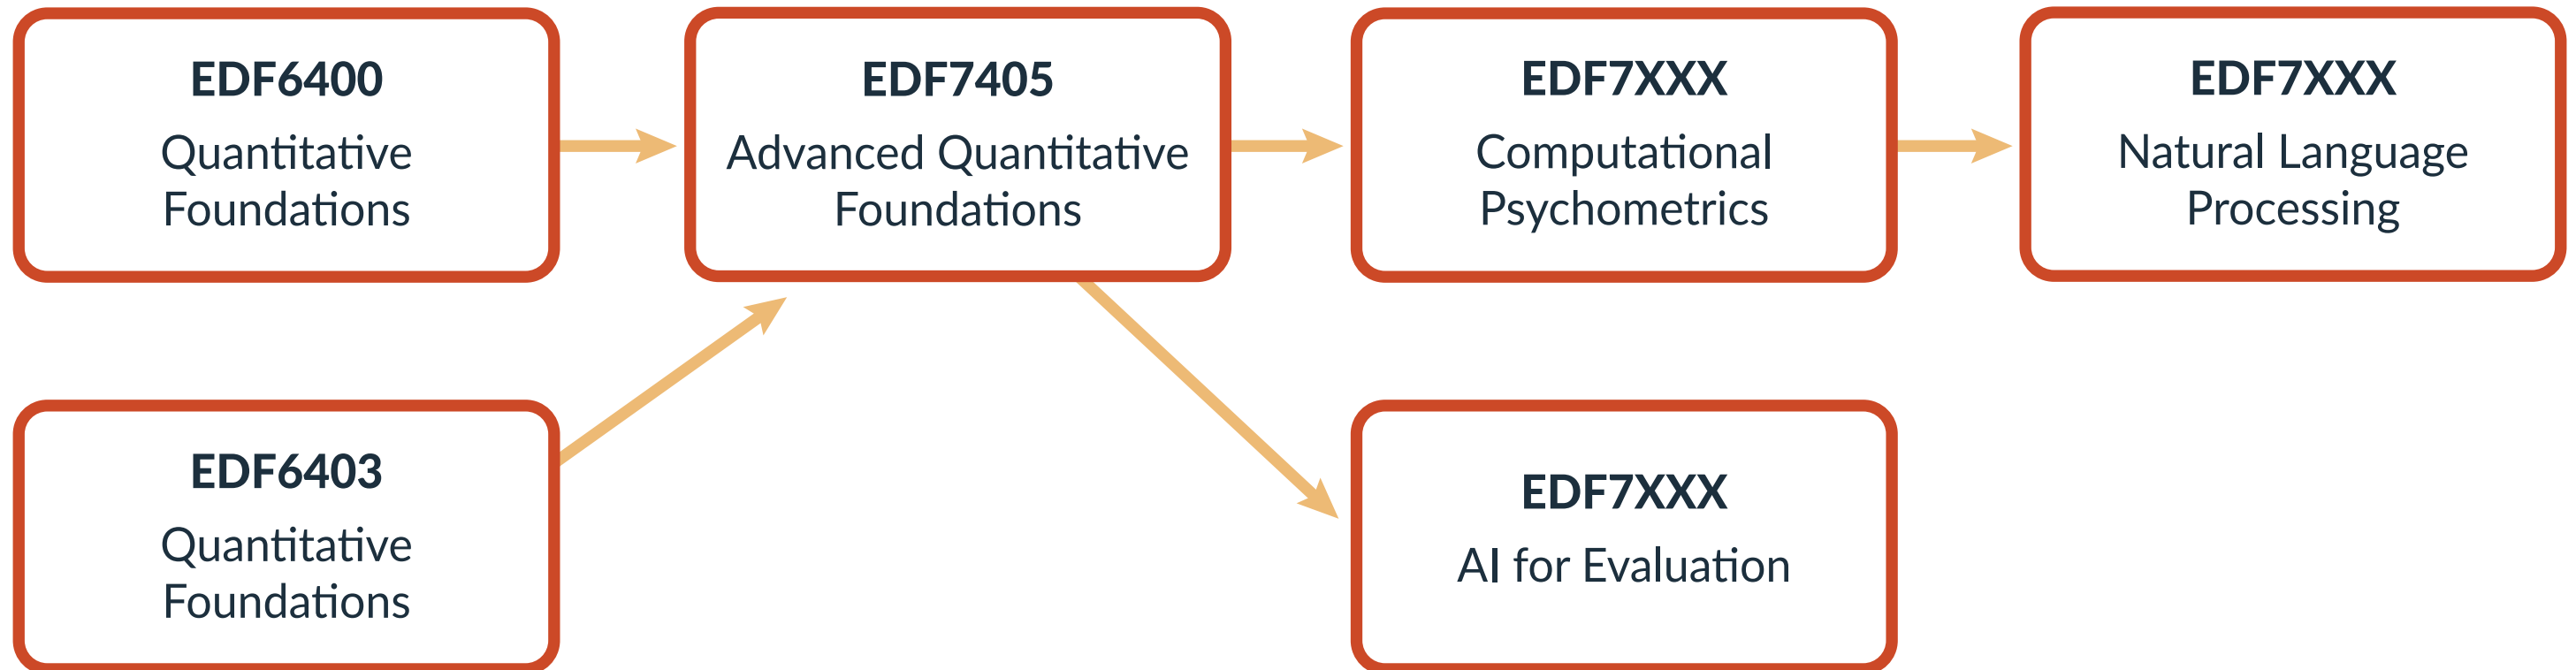 EDF6400
Quantitative
Foundations
EDF7405
Advanced Quantitative
Foundations
EDF7XXX
Computational
Psychometrics
EDF7XXX
Natural Language
Processing
EDF6403
Quantitative
Foundations
EDF7XXX
AI for Evaluation